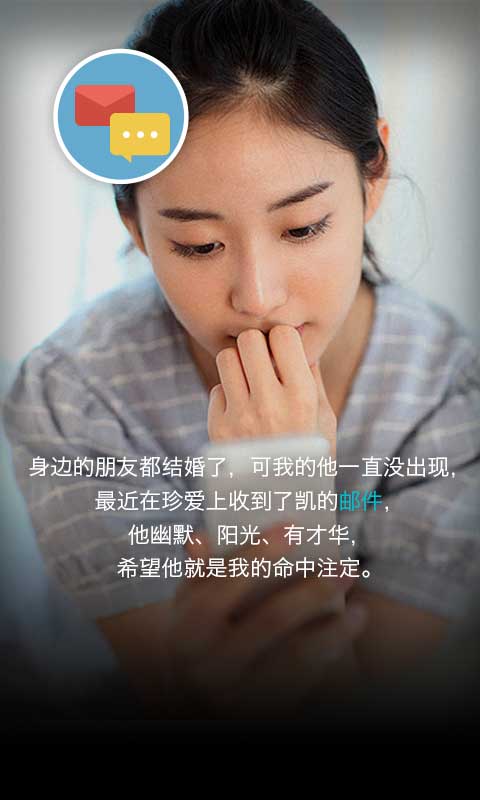 身边的朋友都结婚了，可我的他一直没出现，
最近在珍爱上收到了凯的邮件，
他幽默、阳光、有才华，
希望他就是我的命中注定。